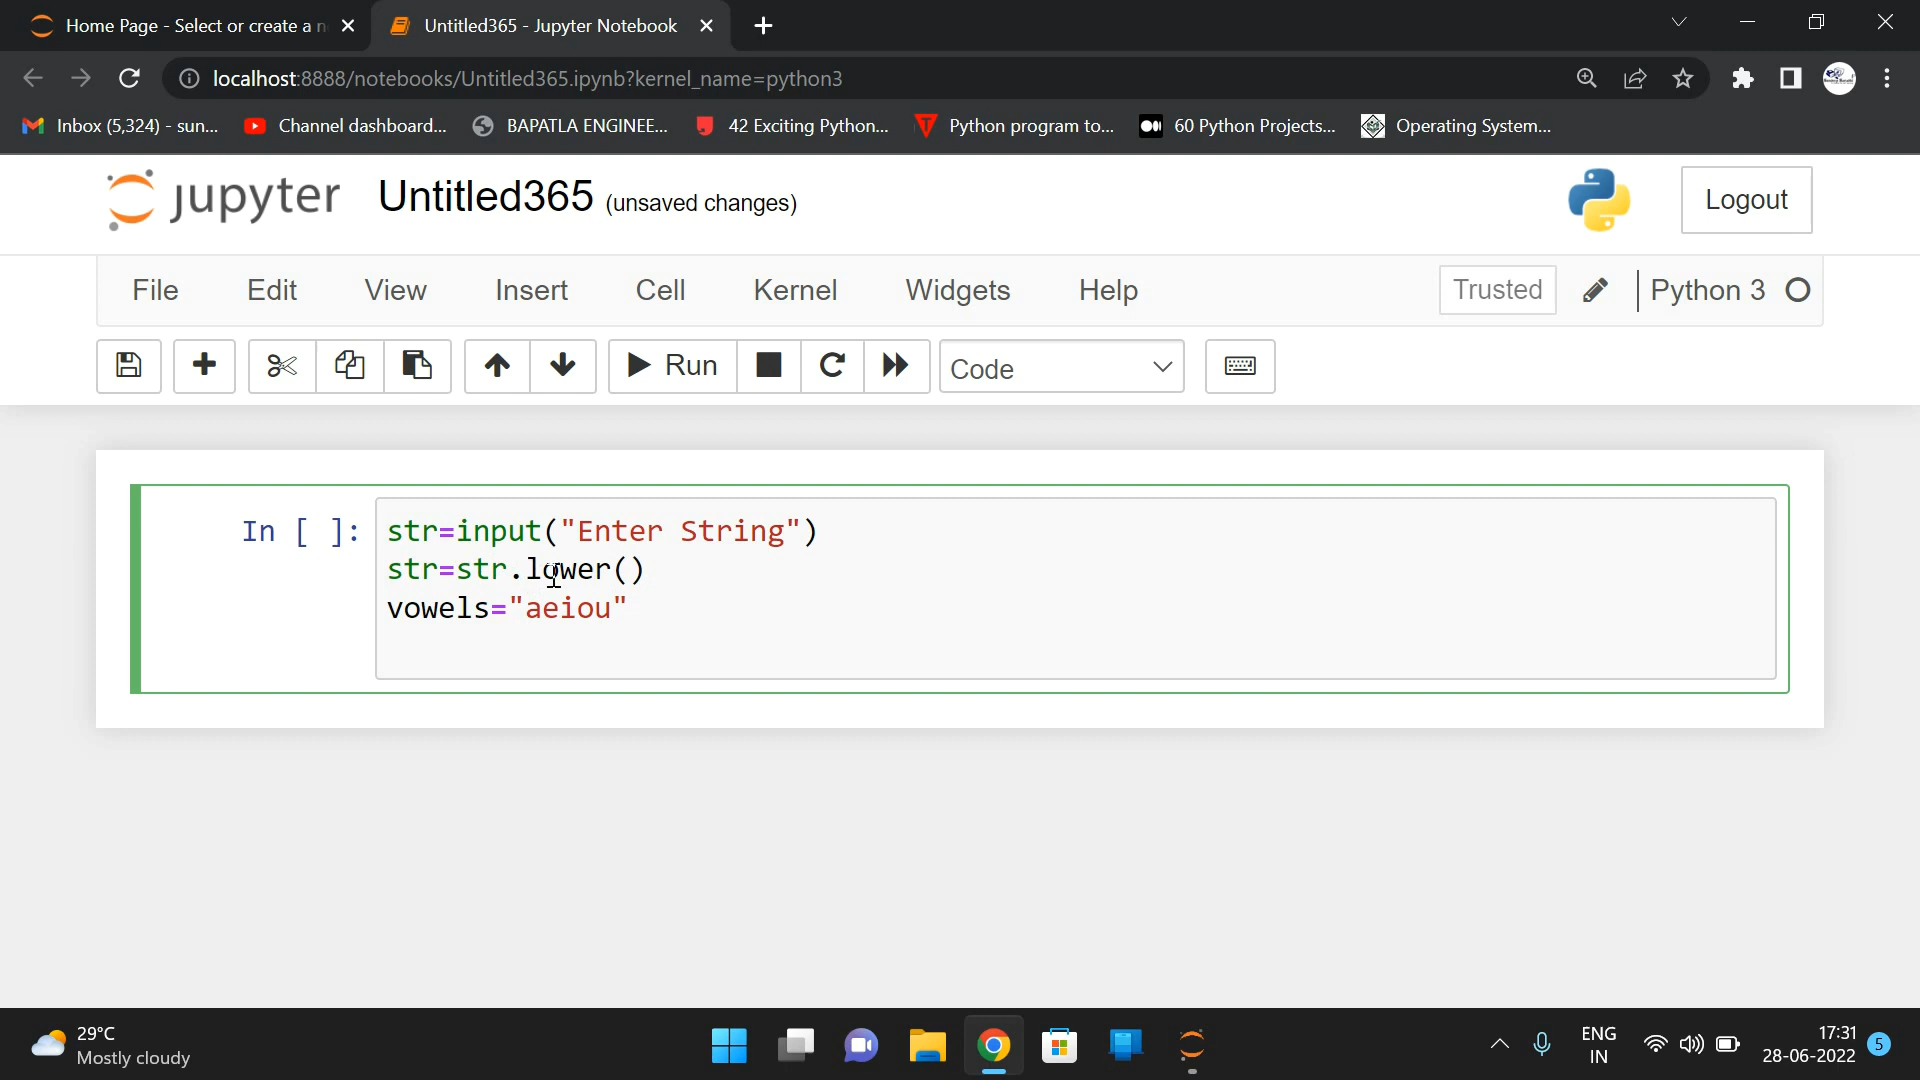 Home Page - Select or create a n
Untitled365 - Jupyter Notebook
localhost:8888/notebooks/Untitled365.ipynb?kernel_name=python3
Inbox (5,324) - sun...
Channel dashboard...
BAPATLA ENGINEE...
42 Exciting Python...
Python program to...
60 Python Projects...
Operating System...
jupyter
Untitled365 (unsaved changes)
Logout
File Edit View Insert Cell Kernel Widgets Help
Trusted
Python 3
Run
Code
In [ ]:
str=input("Enter String")
str=str.lower()
vowels="aeiou"
29°C
Mostly cloudy
ENG
IN
17:31
28-06-2022
5